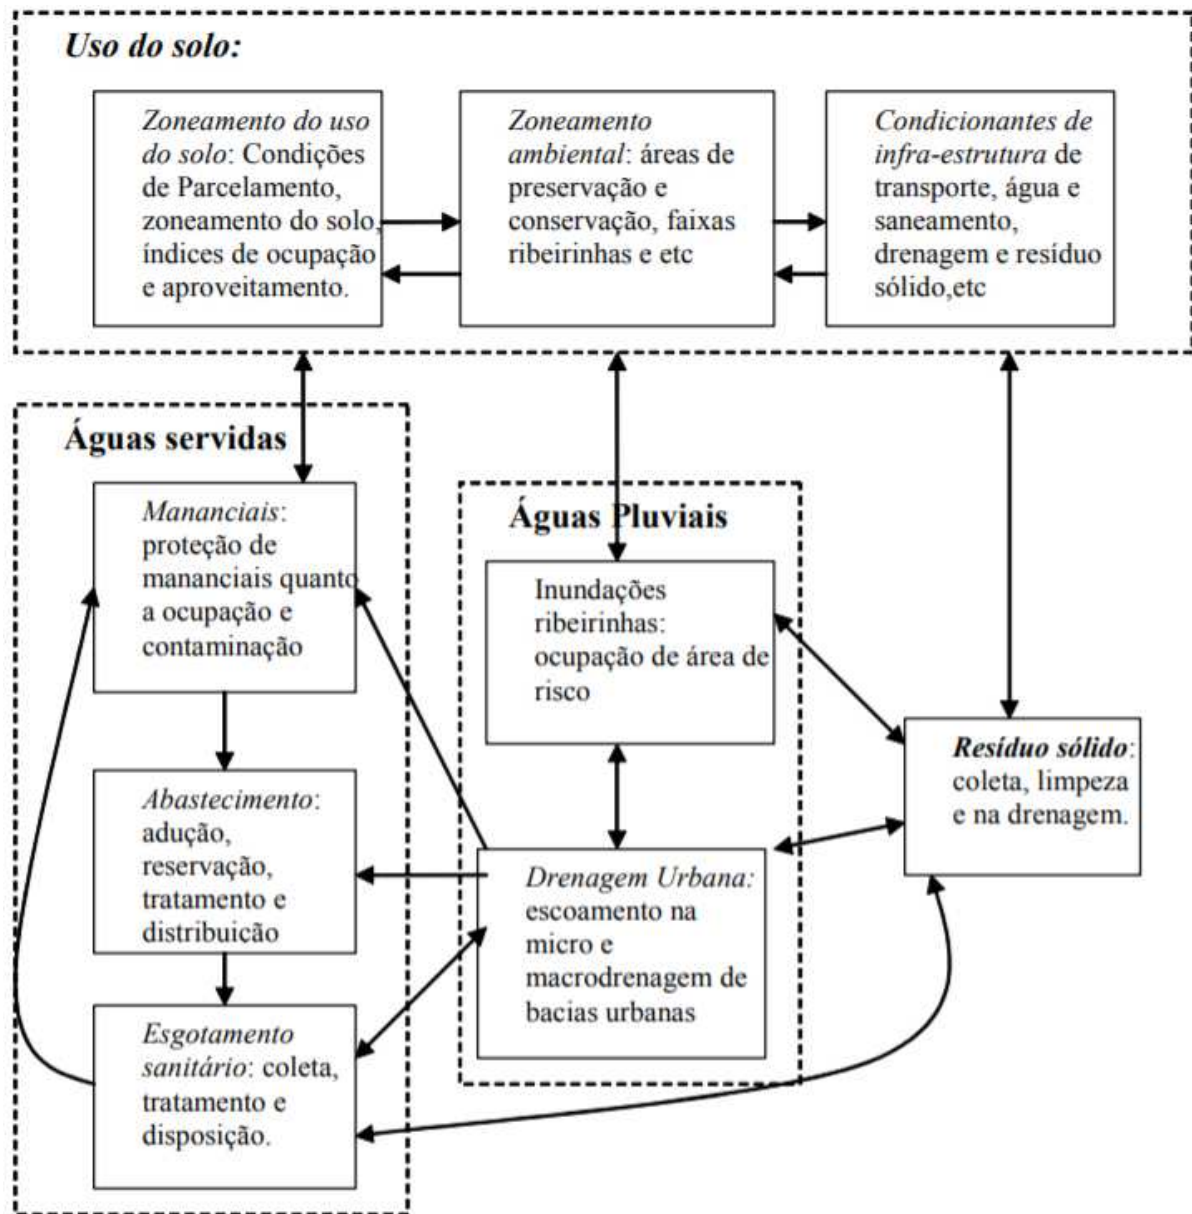 Uso do solo:
Zoneamento do uso
do solo: Condições
de Parcelamento,
zoneamento do solo,
índices de ocupação
e aproveitamento.
Zoneamento
ambiental: áreas de
preservação e
conservação, faixas
ribeirinhas e etc
Condicionantes de
infra-estrutura de
transporte, água e
saneamento,
drenagem e resíduo
sólido,etc
Águas servidas
Mananciais:
proteção de
mananciais quanto
a ocupação e
contaminação
Abastecimento:
adução,
reservação,
tratamento e
distribuicão
Esgotamento
sanitário: coleta,
tratamento e
disposição.
Águas Pluviais
Inundações
ribeirinhas:
ocupação de área de
risco
Drenagem Urbana:
escoamento na
micro e
macrodrenagem de
bacias urbanas
Resíduo sólido:
coleta, limpeza
e na drenagem.